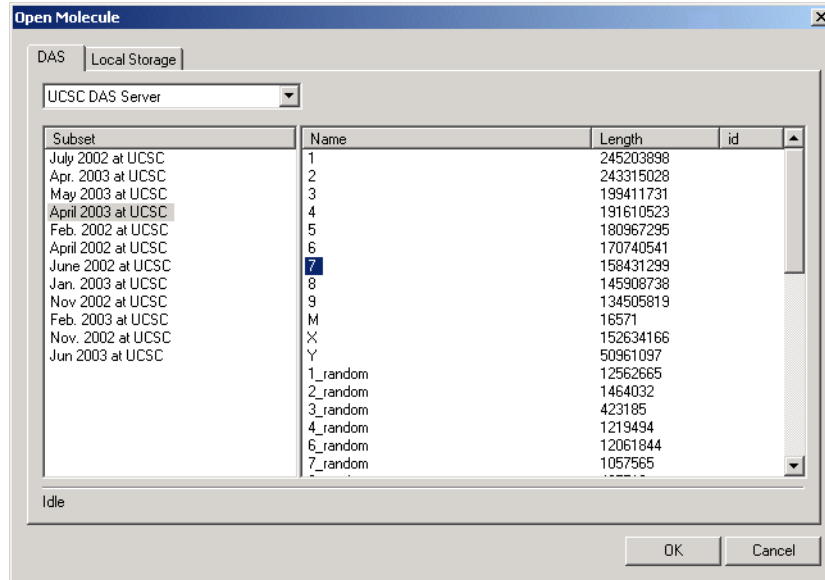 Open Molecule
DAS Local Storage
UCSC DAS Server
Subset Name Length id
July 2002 at UCSC 1 245203898
Apr. 2003 at UCSC 2 243315028
May 2003 at UCSC 3 199411731
April 2003 at UCSC 4 191610523
Feb. 2002 at UCSC 5 180967295
April 2002 at UCSC 6 170740541
June 2002 at UCSC 7 158431299
Jan. 2003 at UCSC 8 145908738
Nov 2002 at UCSC 9 134505819
Feb. 2003 at UCSC M 16571
Nov. 2002 at UCSC X 152634166
Jun 2003 at UCSC Y 50961097
1_random 12562665
2_random 1464032
3_random 423185
4_random 1219494
6_random 12061844
7_random 1057565
Idle
OK Cancel